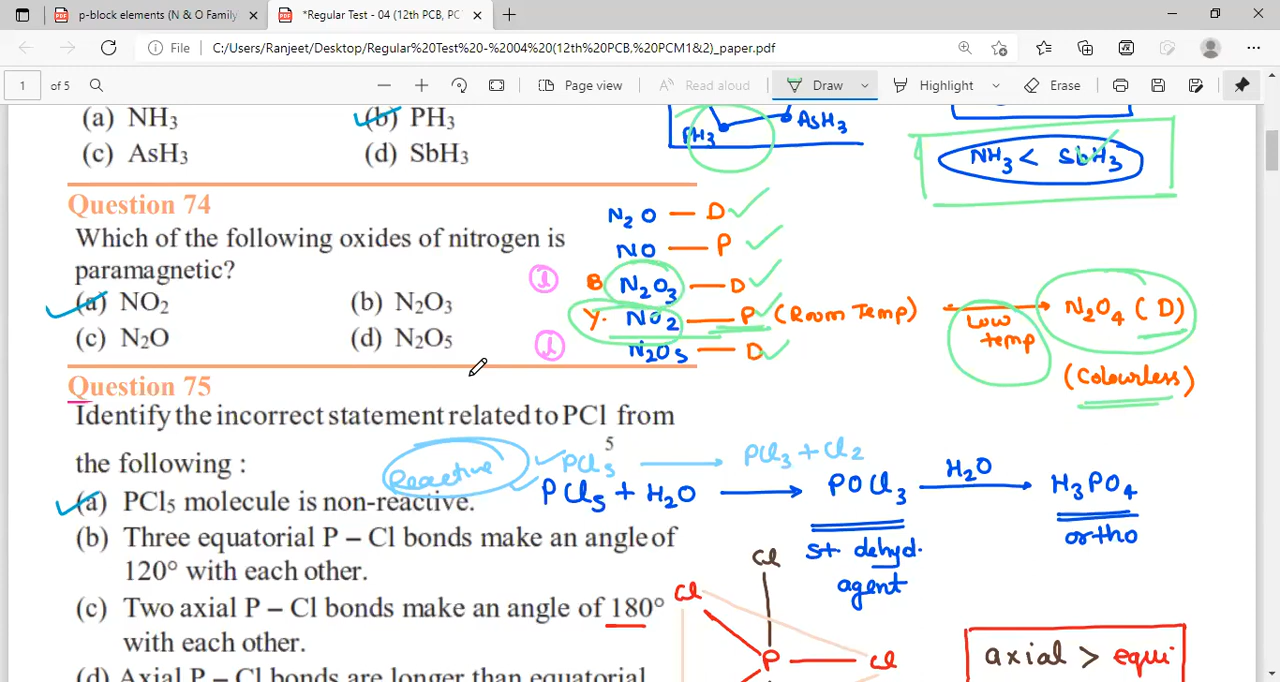 p-block elements (N & O Family
*Regular Test - 04 (12th PCB, PC
File
C:/Users/Ranjeet/Desktop/Regular%20Test%20-%2004%20(12th%20PCB,%20PCM1&2)_paper.pdf
1 of 5
Page view
Read aloud
Draw
Highlight
Erase
(a) NH3 (b) PH3
(c) AsH3 (d) SbH3
PH3 AsH3
NH3 < SbH3
Question 74
Which of the following oxides of nitrogen is
paramagnetic?
(a) NO2 (b) N2O3
(c) N2O (d) N2O5
N2O — D
NO — P
B N2O3 — D
Y. NO2 — P (Room Temp)
Low temp
N2O4 (D)
(Colourless)
N2O5 — D
Question 75
Identify the incorrect statement related to PCl5 from
the following :
Reactive
PCl5 → PCl3 + Cl2
PCl5 + H2O → POCl3 H2O → H3PO4
st dehyd.
agent
ortho
(a) PCl5 molecule is non-reactive.
(b) Three equatorial P – Cl bonds make an angle of
120° with each other.
(c) Two axial P – Cl bonds make an angle of 180°
with each other.
(d) Axial P – Cl bonds are longer than equatorial
Cl
Cl
P Cl
axial > equi